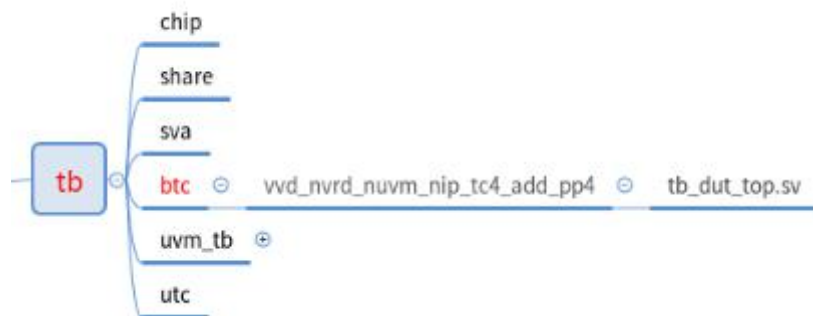 chip
share
sva
tb
btc vvd_nvrd_nuvm_nip_tc4_add_pp4 tb_dut_top.sv
uvm_tb
utc